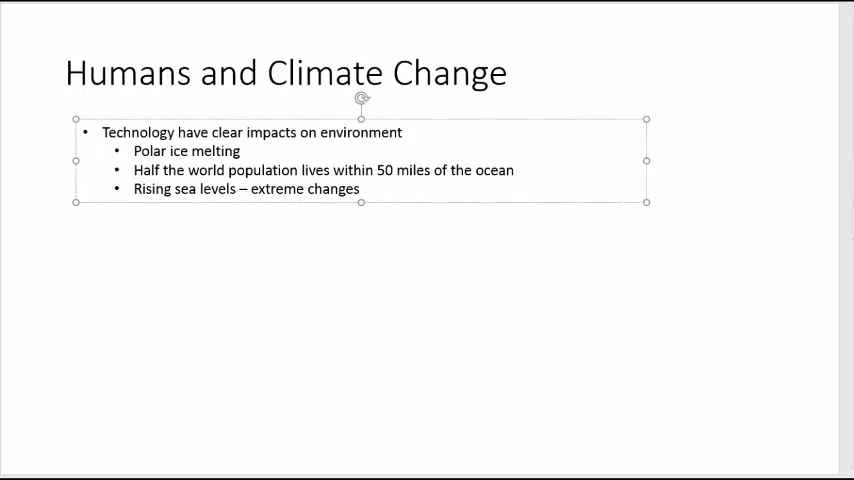 Humans and Climate Change
• Technology have clear impacts on environment
• Polar ice melting
• Half the world population lives within 50 miles of the ocean
• Rising sea levels – extreme changes